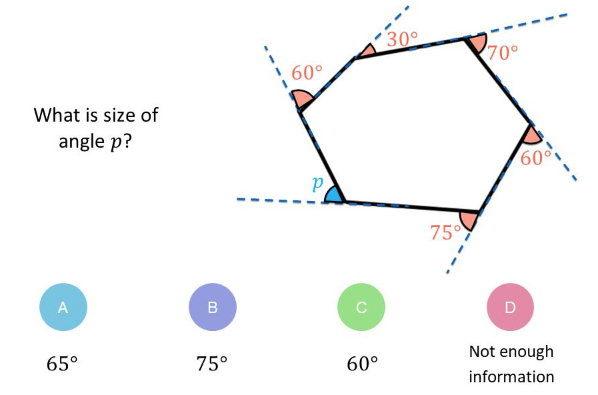 30°
70°
60°
What is size of
angle p?
60°
p
75°
A
B
C
D
65°
75°
60°
Not enough
information